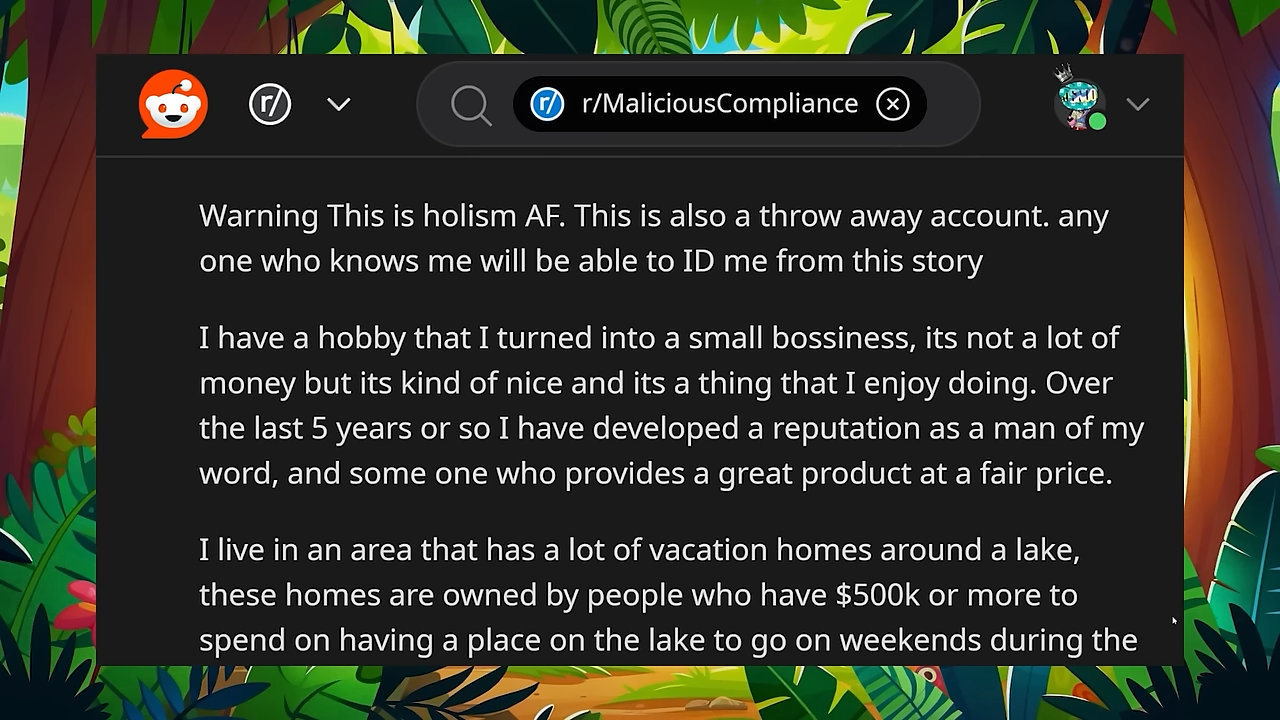 r/
r/ r/MaliciousCompliance
Warning This is holism AF. This is also a throw away account. any
one who knows me will be able to ID me from this story
I have a hobby that I turned into a small bossiness, its not a lot of
money but its kind of nice and its a thing that I enjoy doing. Over
the last 5 years or so I have developed a reputation as a man of my
word, and some one who provides a great product at a fair price.
I live in an area that has a lot of vacation homes around a lake,
these homes are owned by people who have $500k or more to
spend on having a place on the lake to go on weekends during the